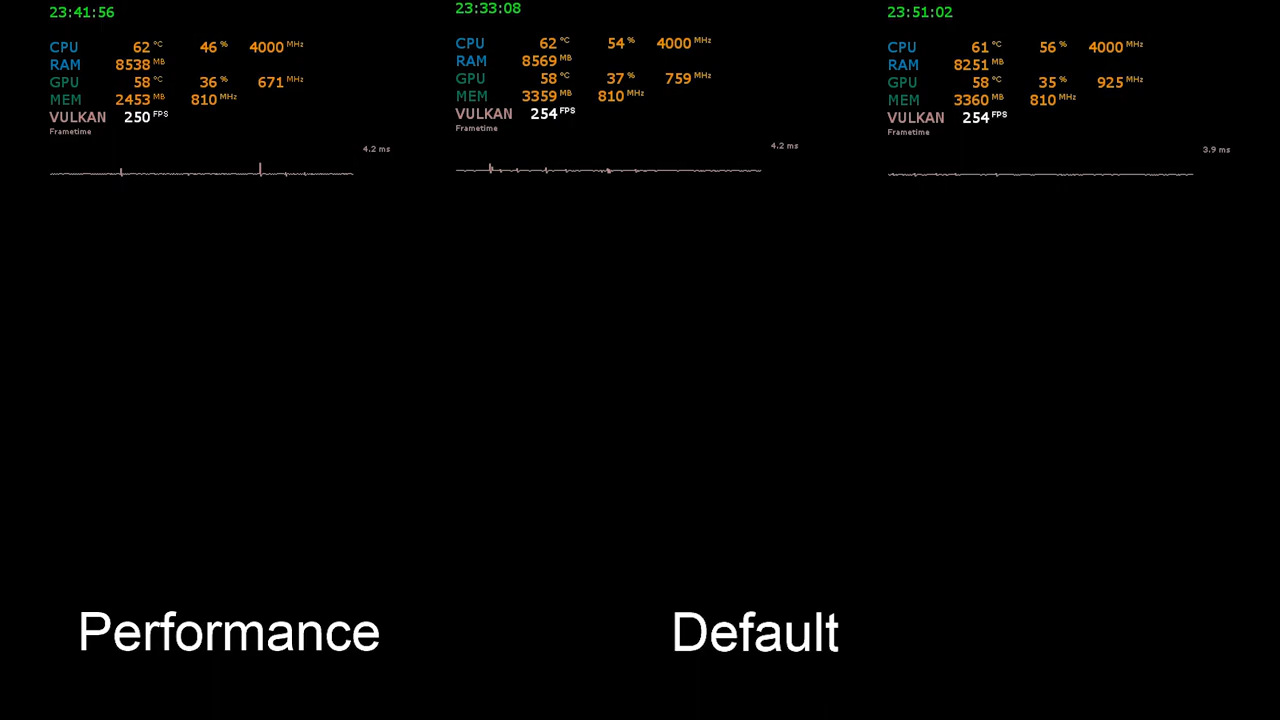 23:41:56
CPU 62 °C 46 % 4000 MHz
RAM 8538 MB
GPU 58 °C 36 % 671 MHz
MEM 2453 MB 810 MHz
VULKAN 250 FPS
Frametime
4.2 ms
23:33:08
CPU 62 °C 54 % 4000 MHz
RAM 8569 MB
GPU 58 °C 37 % 759 MHz
MEM 3359 MB 810 MHz
VULKAN 254 FPS
Frametime
4.2 ms
23:51:02
CPU 61 °C 56 % 4000 MHz
RAM 8251 MB
GPU 58 °C 35 % 925 MHz
MEM 3360 MB 810 MHz
VULKAN 254 FPS
Frametime
3.9 ms
Performance
Default